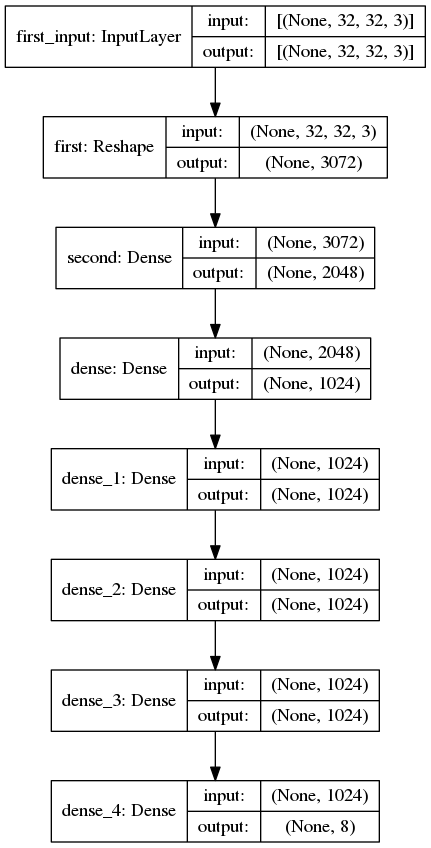 first_input: InputLayer input: [(None, 32, 32, 3)]
output: [(None, 32, 32, 3)]
first: Reshape input: (None, 32, 32, 3)
output: (None, 3072)
second: Dense input: (None, 3072)
output: (None, 2048)
dense: Dense input: (None, 2048)
output: (None, 1024)
dense_1: Dense input: (None, 1024)
output: (None, 1024)
dense_2: Dense input: (None, 1024)
output: (None, 1024)
dense_3: Dense input: (None, 1024)
output: (None, 1024)
dense_4: Dense input: (None, 1024)
output: (None, 8)